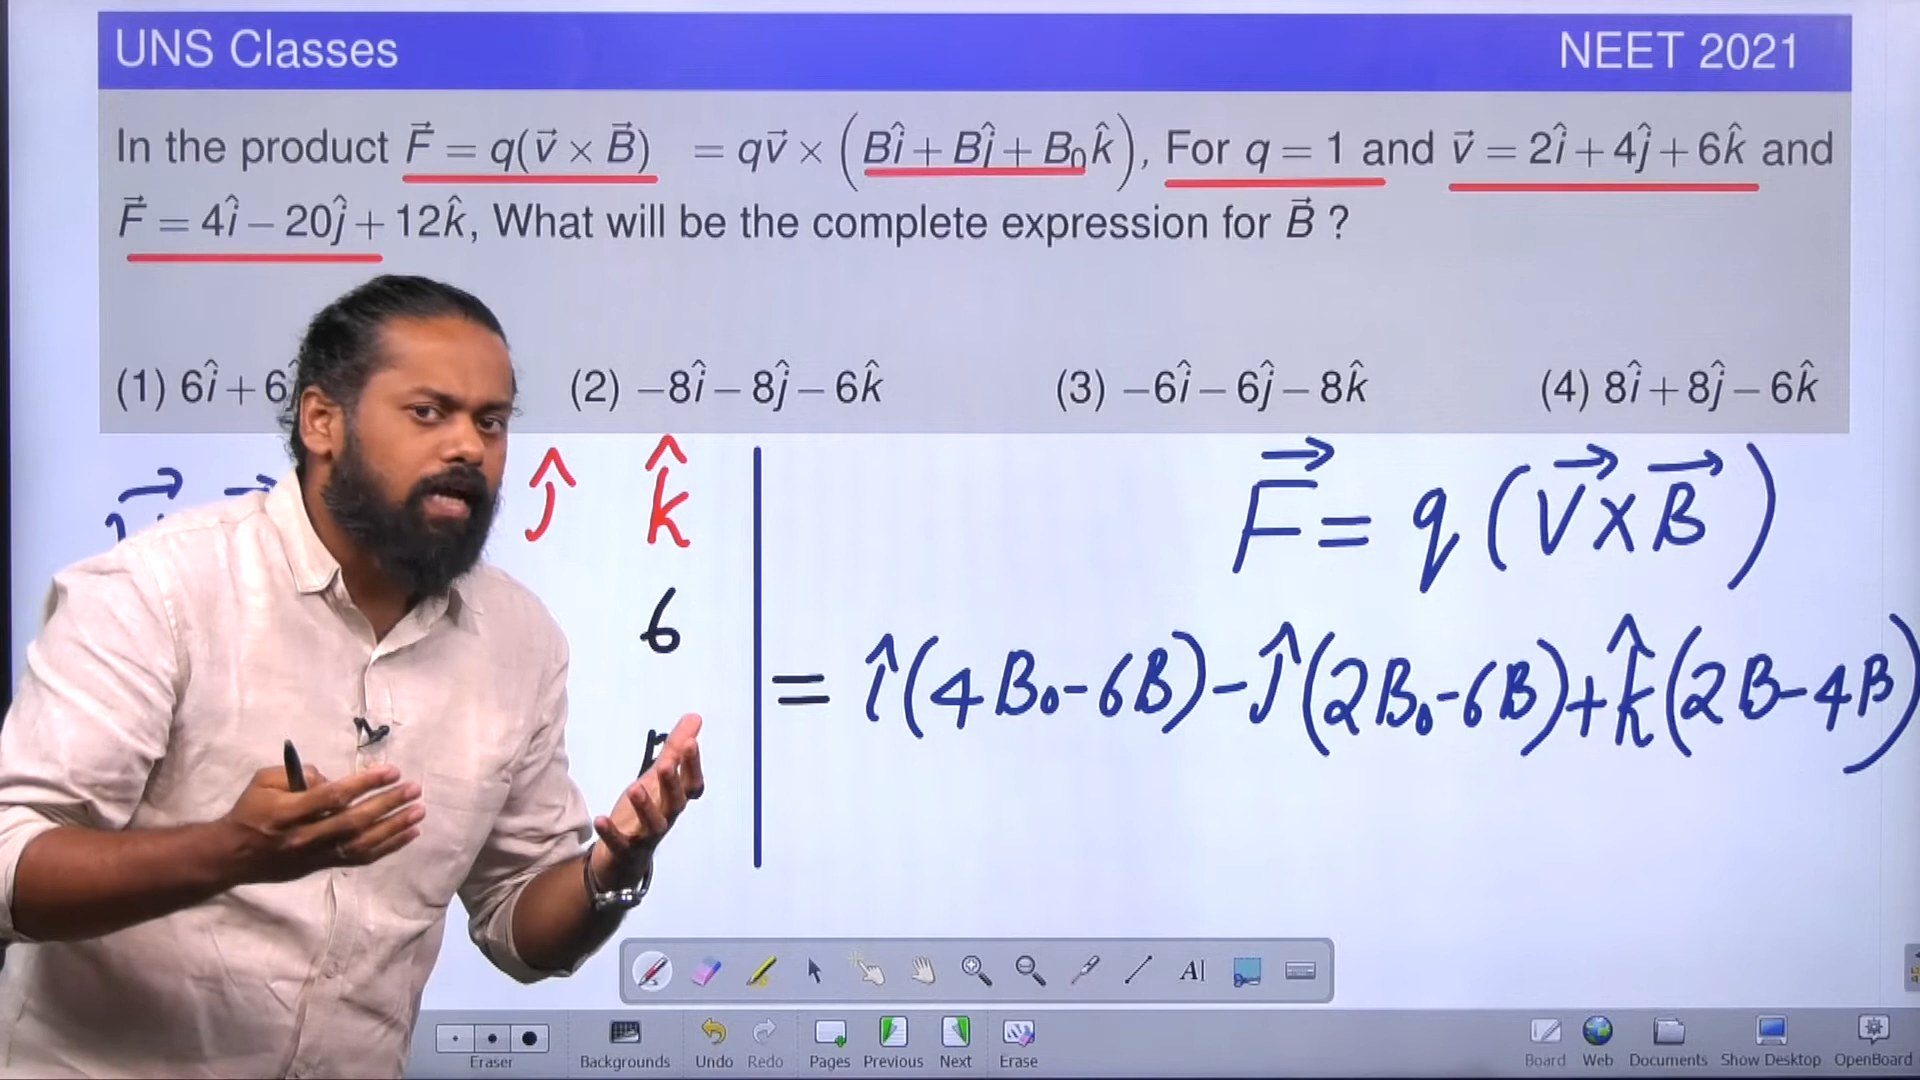 UNS Classes NEET 2021
In the product F⃗ = q(v⃗ × B⃗) = qv⃗ × (Bî + Bĵ + B₀k̂), For q = 1 and v⃗ = 2î + 4ĵ + 6k̂ and
F⃗ = 4î − 20ĵ + 12k̂, What will be the complete expression for B⃗ ?
(1) 6î + 6ĵ (2) −8î − 8ĵ − 6k̂ (3) −6î − 6ĵ − 8k̂ (4) 8î + 8ĵ − 6k̂
ĵ k̂ F⃗ = q (V⃗ × B⃗)
6
= î(4B₀-6B) - ĵ(2B₀-6B) + k̂(2B-4B)
Eraser Backgrounds Undo Redo Pages Previous Next Erase Board Web Documents Show Desktop OpenBoard